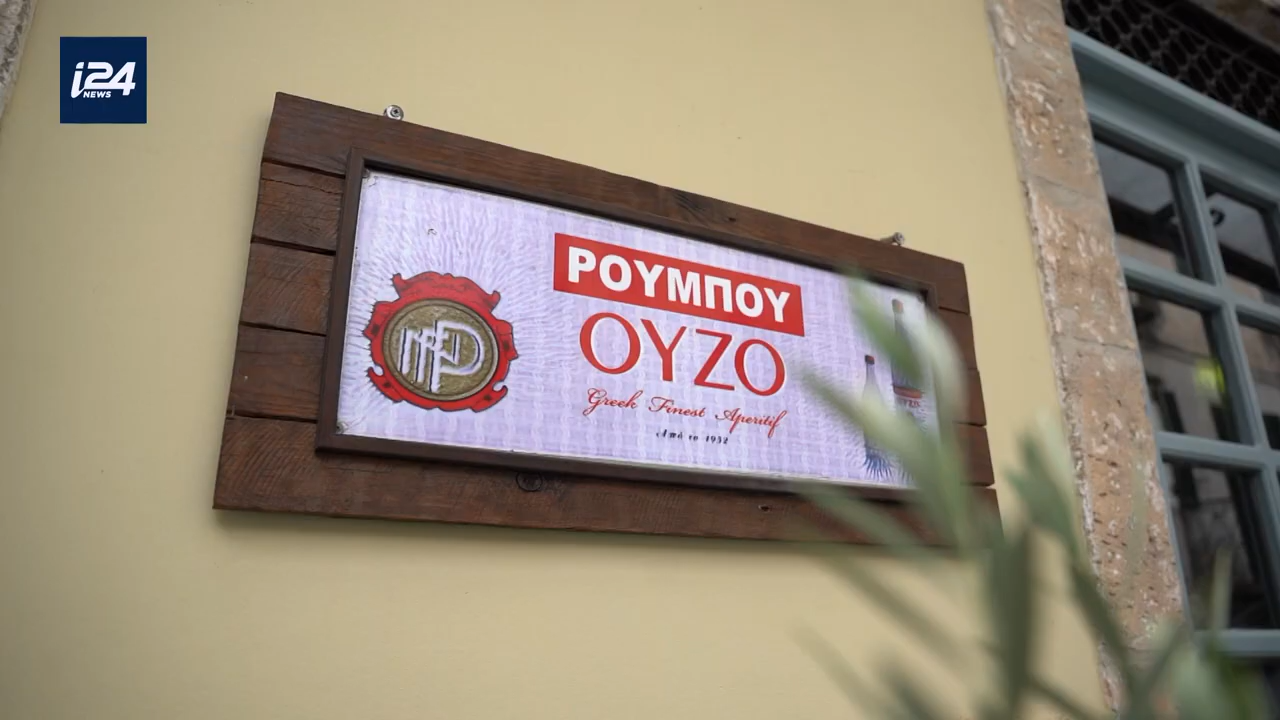 i24
NEWS
ΡΟΥΜΠΟΥ
ΟΥΖΟ
Greek Finest Aperitif
Από το 1932